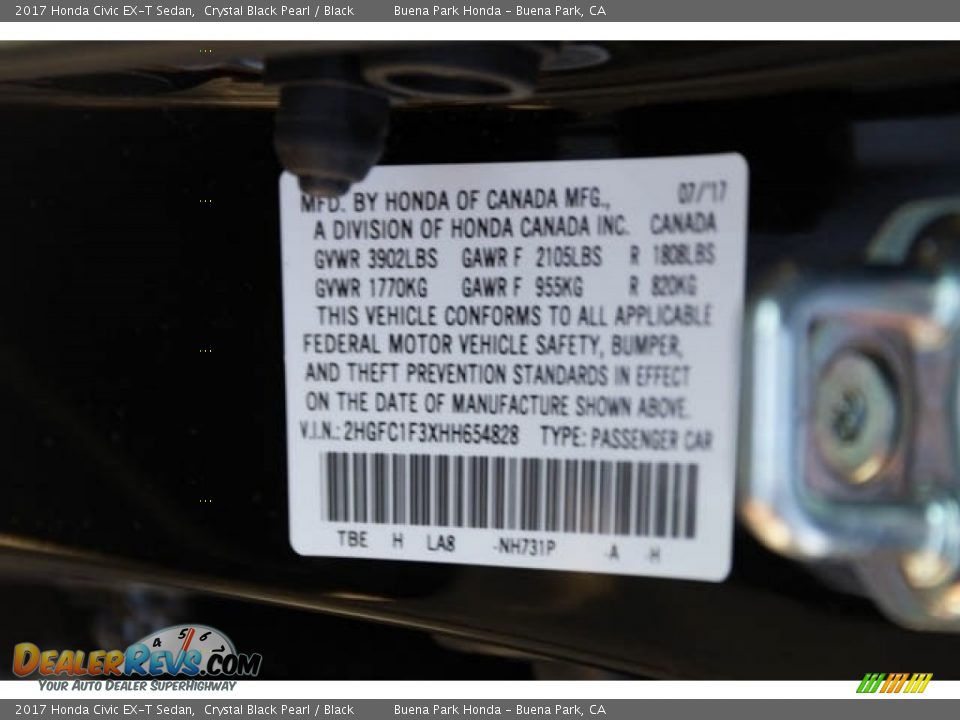 2017 Honda Civic EX-T Sedan, Crystal Black Pearl / Black Buena Park Honda - Buena Park, CA
MFD. BY HONDA OF CANADA MFG., 07/'17
A DIVISION OF HONDA CANADA INC. CANADA
GVWR 3902LBS GAWR F 2105LBS R 1808LBS
GVWR 1770KG GAWR F 955KG R 820KG
THIS VEHICLE CONFORMS TO ALL APPLICABLE
FEDERAL MOTOR VEHICLE SAFETY, BUMPER,
AND THEFT PREVENTION STANDARDS IN EFFECT
ON THE DATE OF MANUFACTURE SHOWN ABOVE.
V.I.N.: 2HGFC1F3XHH654828 TYPE: PASSENGER CAR
TBE H LA8 -NH731P -A H
4 5 6
DEALERREVS.COM
YOUR AUTO DEALER SUPERHIGHWAY
2017 Honda Civic EX-T Sedan, Crystal Black Pearl / Black Buena Park Honda - Buena Park, CA